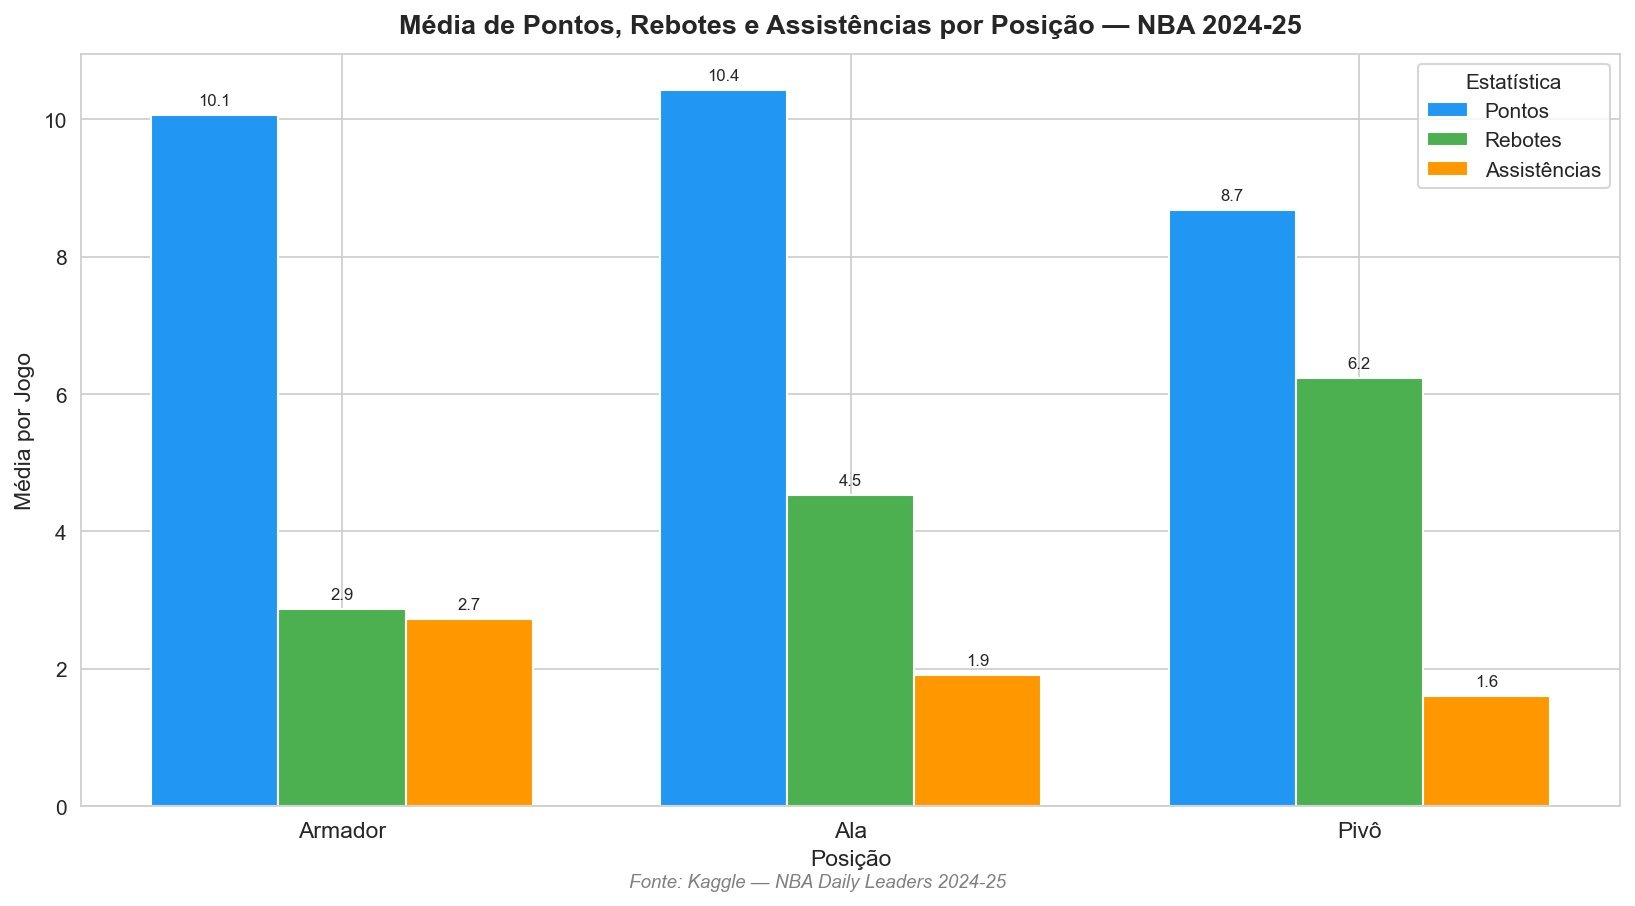 Média de Pontos, Rebotes e Assistências por Posição — NBA 2024-25
Estatística
Pontos
Rebotes
Assistências
Média por Jogo
10
8
6
4
2
0
10.1
2.9
2.7
10.4
4.5
1.9
8.7
6.2
1.6
Armador
Ala
Pivô
Posição
Fonte: Kaggle — NBA Daily Leaders 2024-25